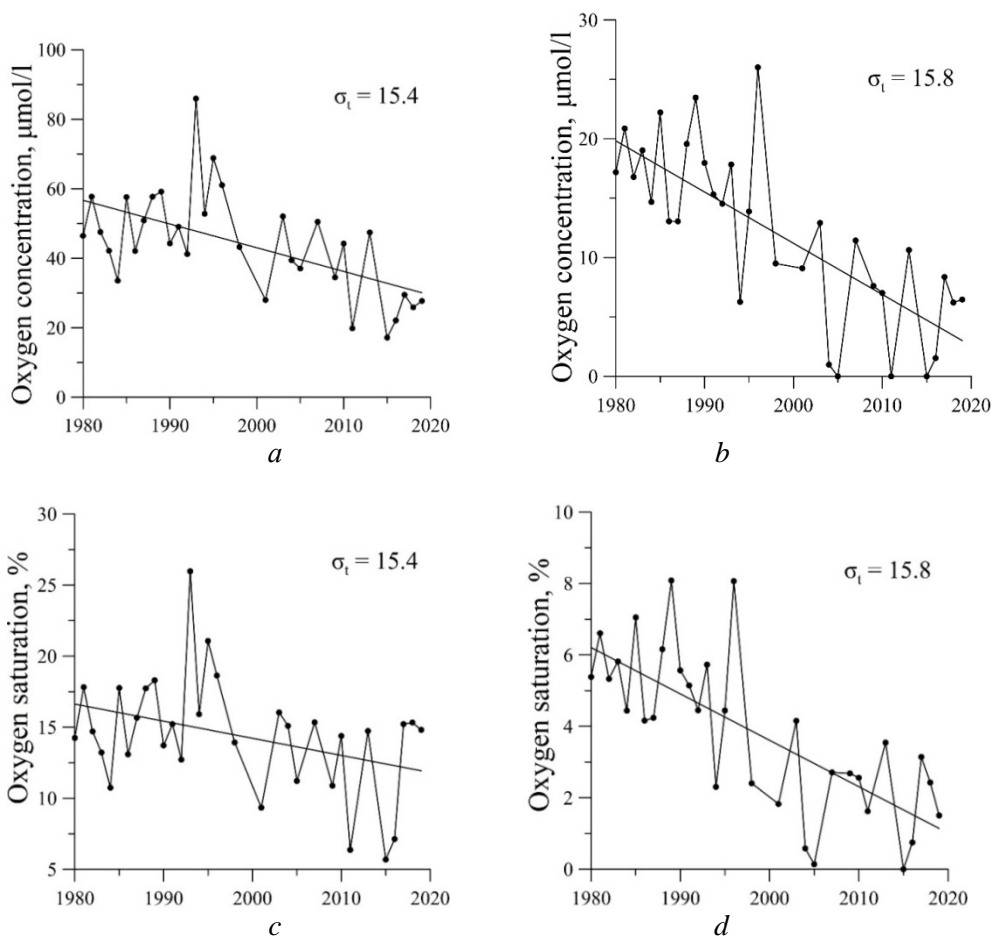 Oxygen concentration, μmol/l
100
80
60
40
20
0
σt = 15.4
1980 1990 2000 2010 2020
a
Oxygen concentration, μmol/l
30
20
10
0
σt = 15.8
1980 1990 2000 2010 2020
b
Oxygen saturation, %
30
25
20
15
10
5
σt = 15.4
1980 1990 2000 2010 2020
c
Oxygen saturation, %
10
8
6
4
2
0
σt = 15.8
1980 1990 2000 2010 2020
d